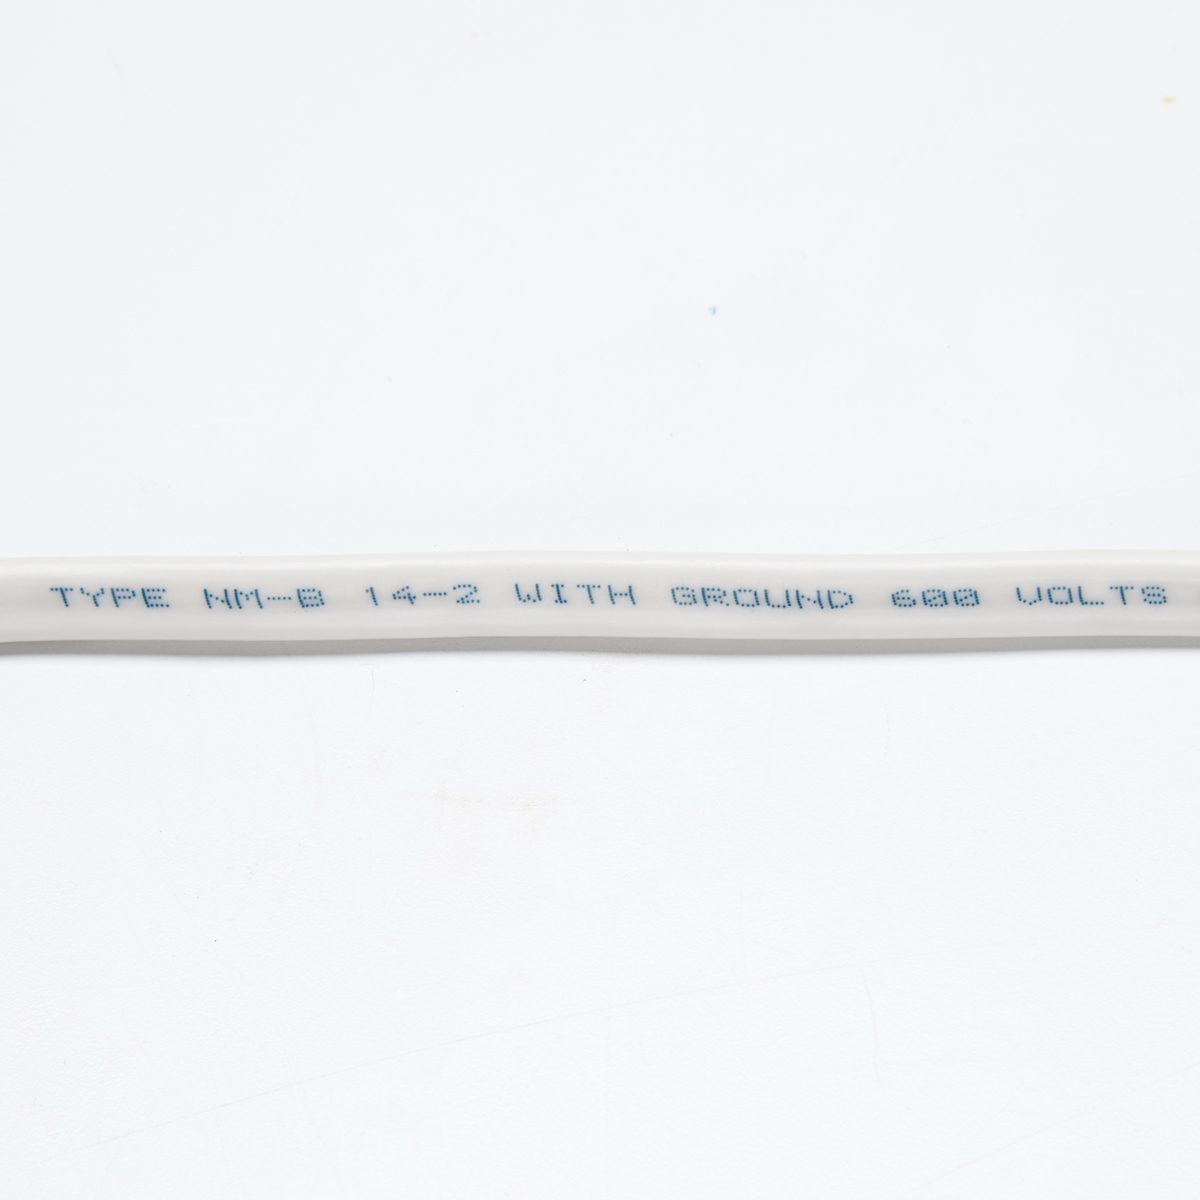 TYPE NM-B 14-2 WITH GROUND 600 VOLTS